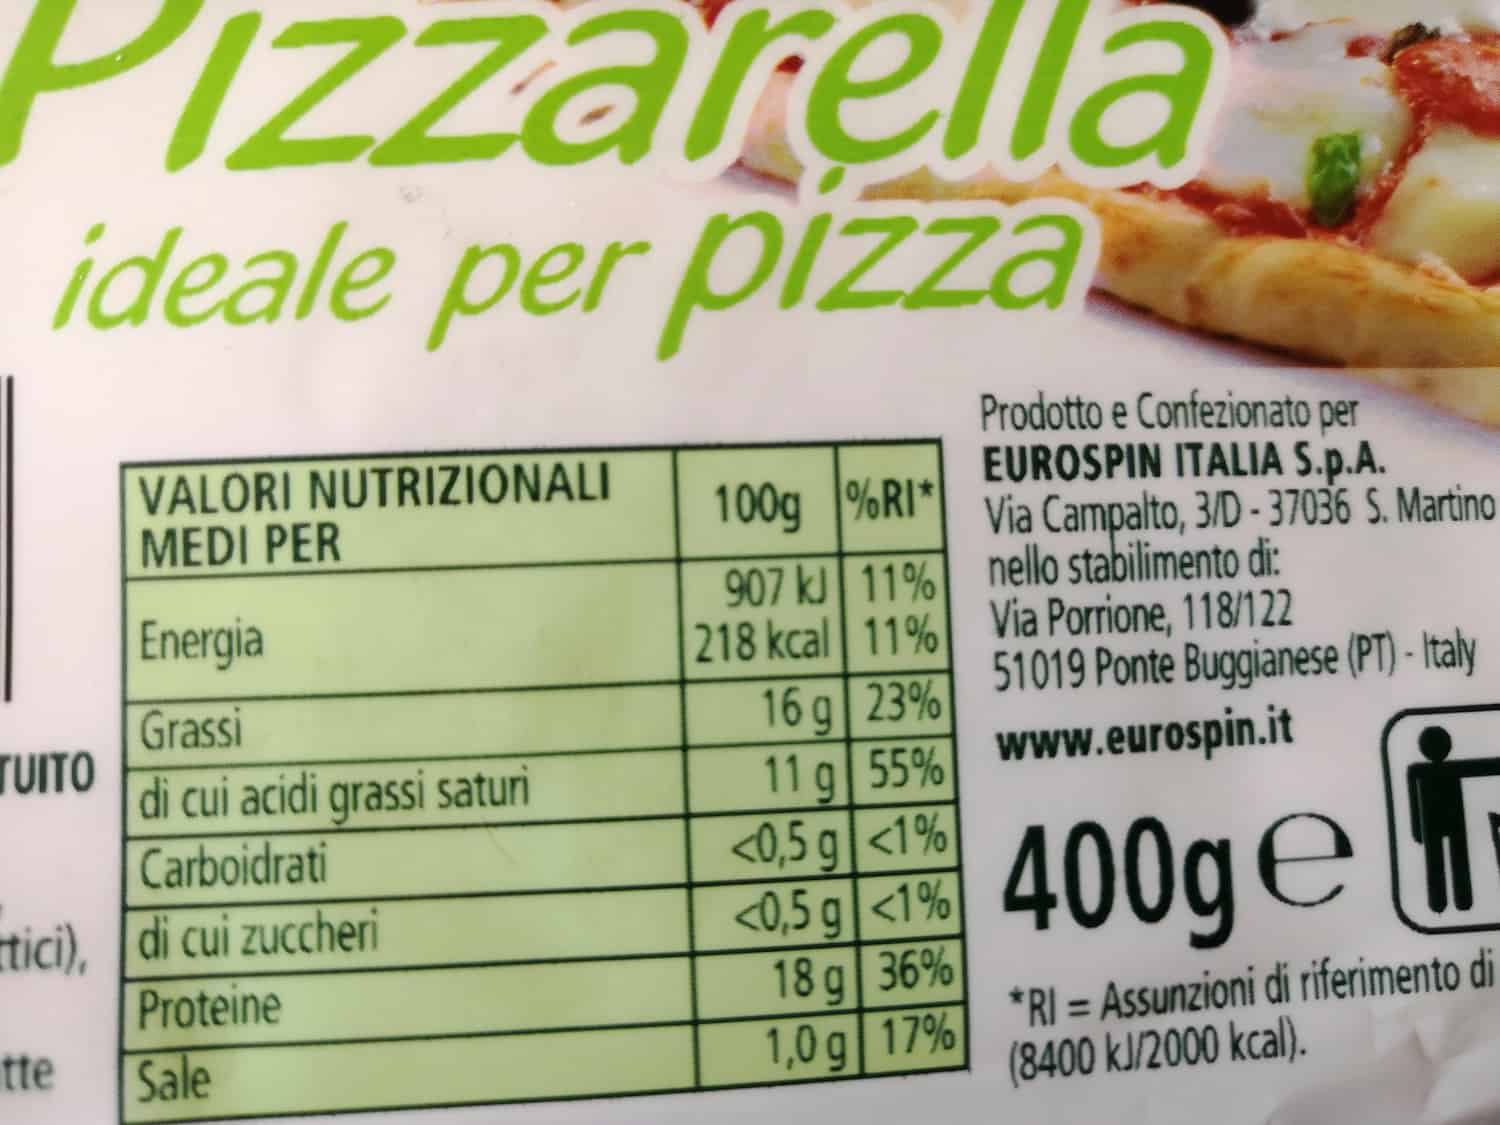 Pizzarella
ideale per pizza
VALORI NUTRIZIONALI MEDI PER 100g %RI*
Energia 907 kJ 11%
218 kcal 11%
Grassi 16 g 23%
di cui acidi grassi saturi 11 g 55%
Carboidrati <0,5 g <1%
di cui zuccheri <0,5 g <1%
Proteine 18 g 36%
Sale 1,0 g 17%
Prodotto e Confezionato per
EUROSPIN ITALIA S.p.A.
Via Campalto, 3/D - 37036 S. Martino
nello stabilimento di:
Via Porrione, 118/122
51019 Ponte Buggianese (PT) - Italy
www.eurospin.it
400g e
*RI = Assunzioni di riferimento di
(8400 kJ/2000 kcal).
TUITO
ttici),
tte